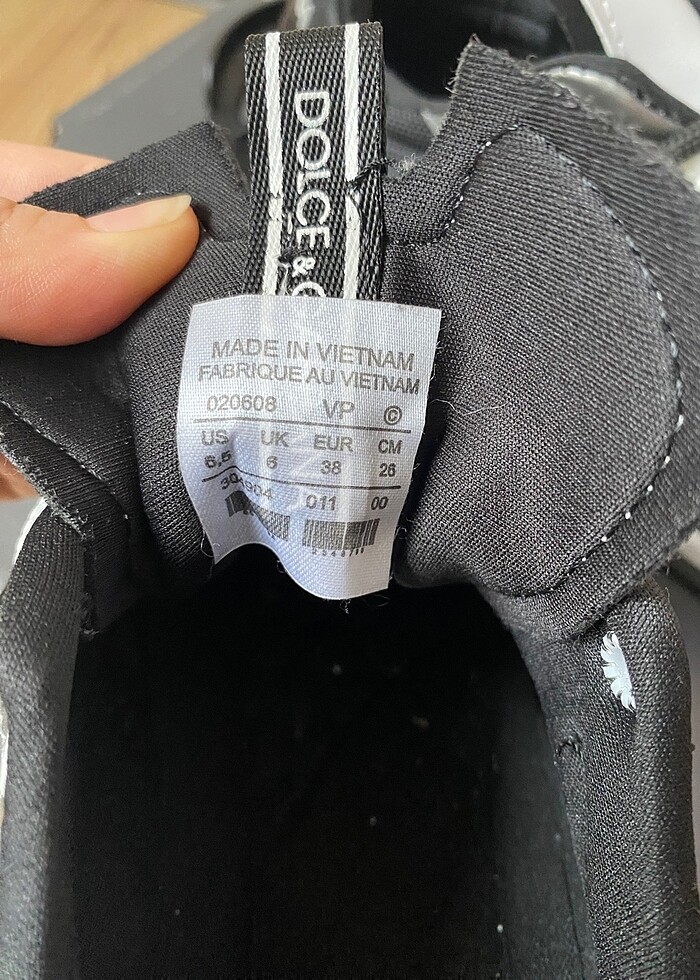 DOLCE & G
MADE IN VIETNAM
FABRIQUE AU VIETNAM
020608 VP ©
US UK EUR CM
6,5 6 38 26
011 00